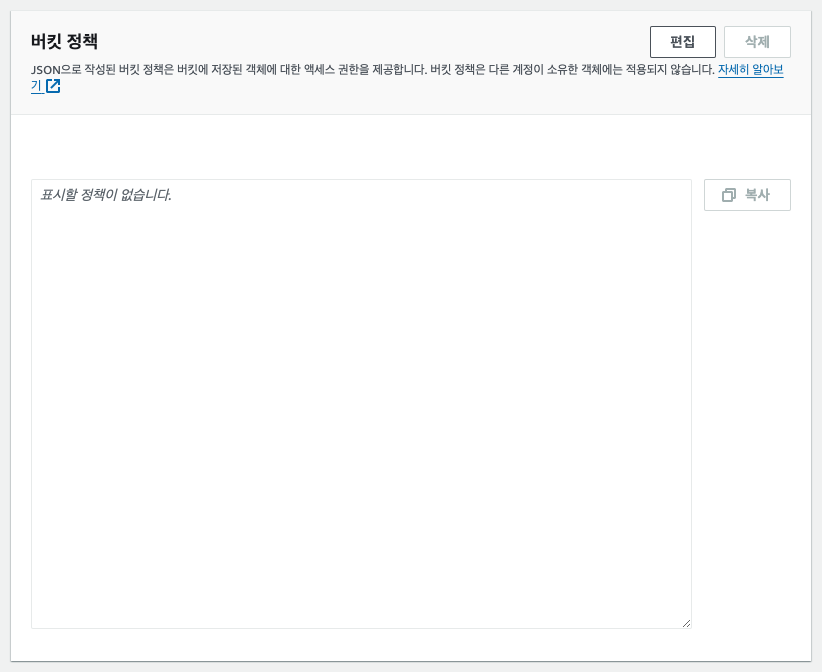 버킷 정책
편집
삭제
JSON으로 작성된 버킷 정책은 버킷에 저장된 객체에 대한 액세스 권한을 제공합니다. 버킷 정책은 다른 계정이 소유한 객체에는 적용되지 않습니다. 자세히 알아보
기
표시할 정책이 없습니다.
복사